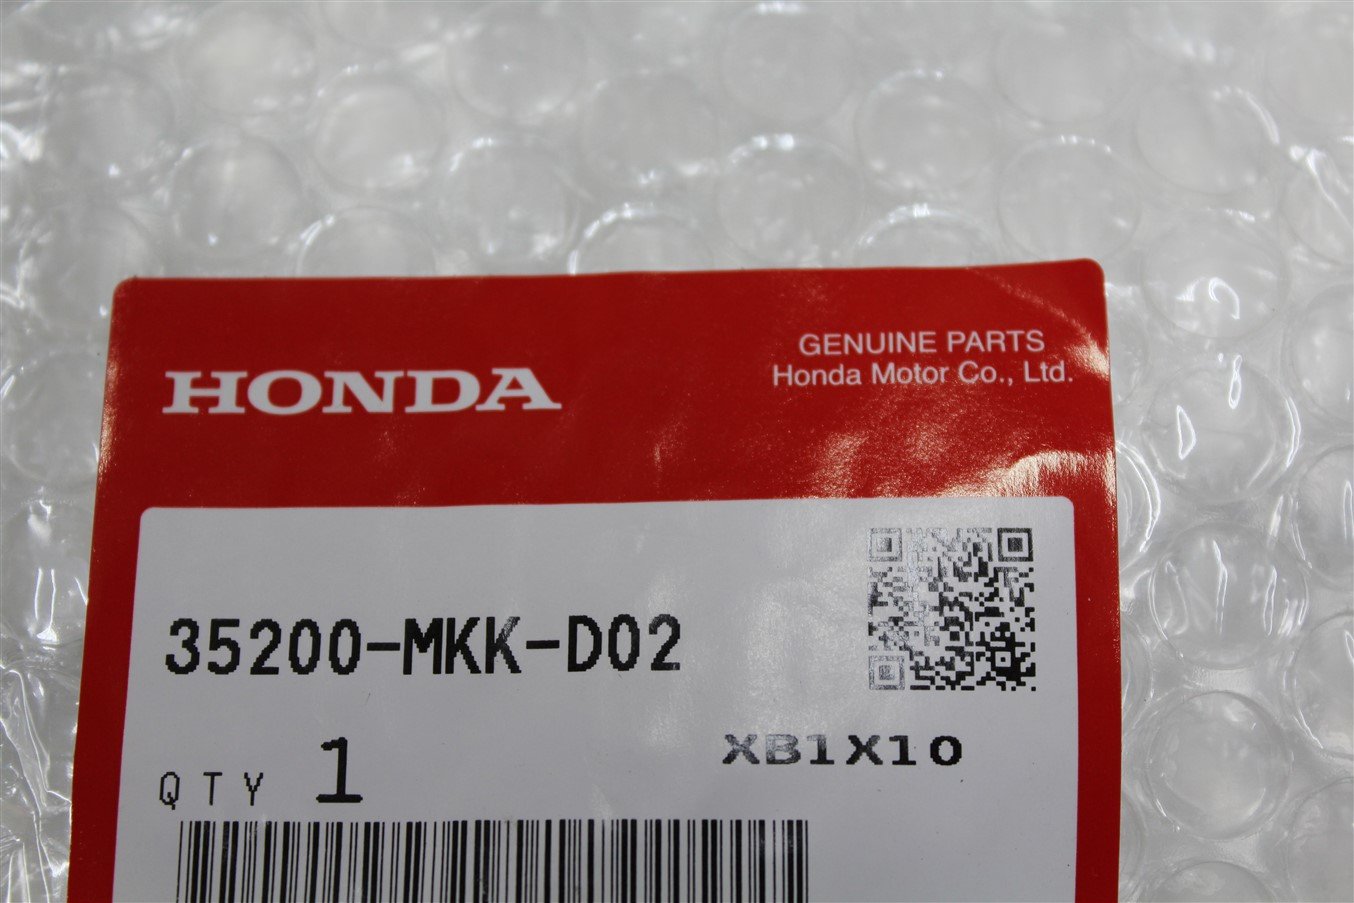 HONDA
GENUINE PARTS
Honda Motor Co., Ltd.
35200-MKK-D02
XB1X10
QTY 1